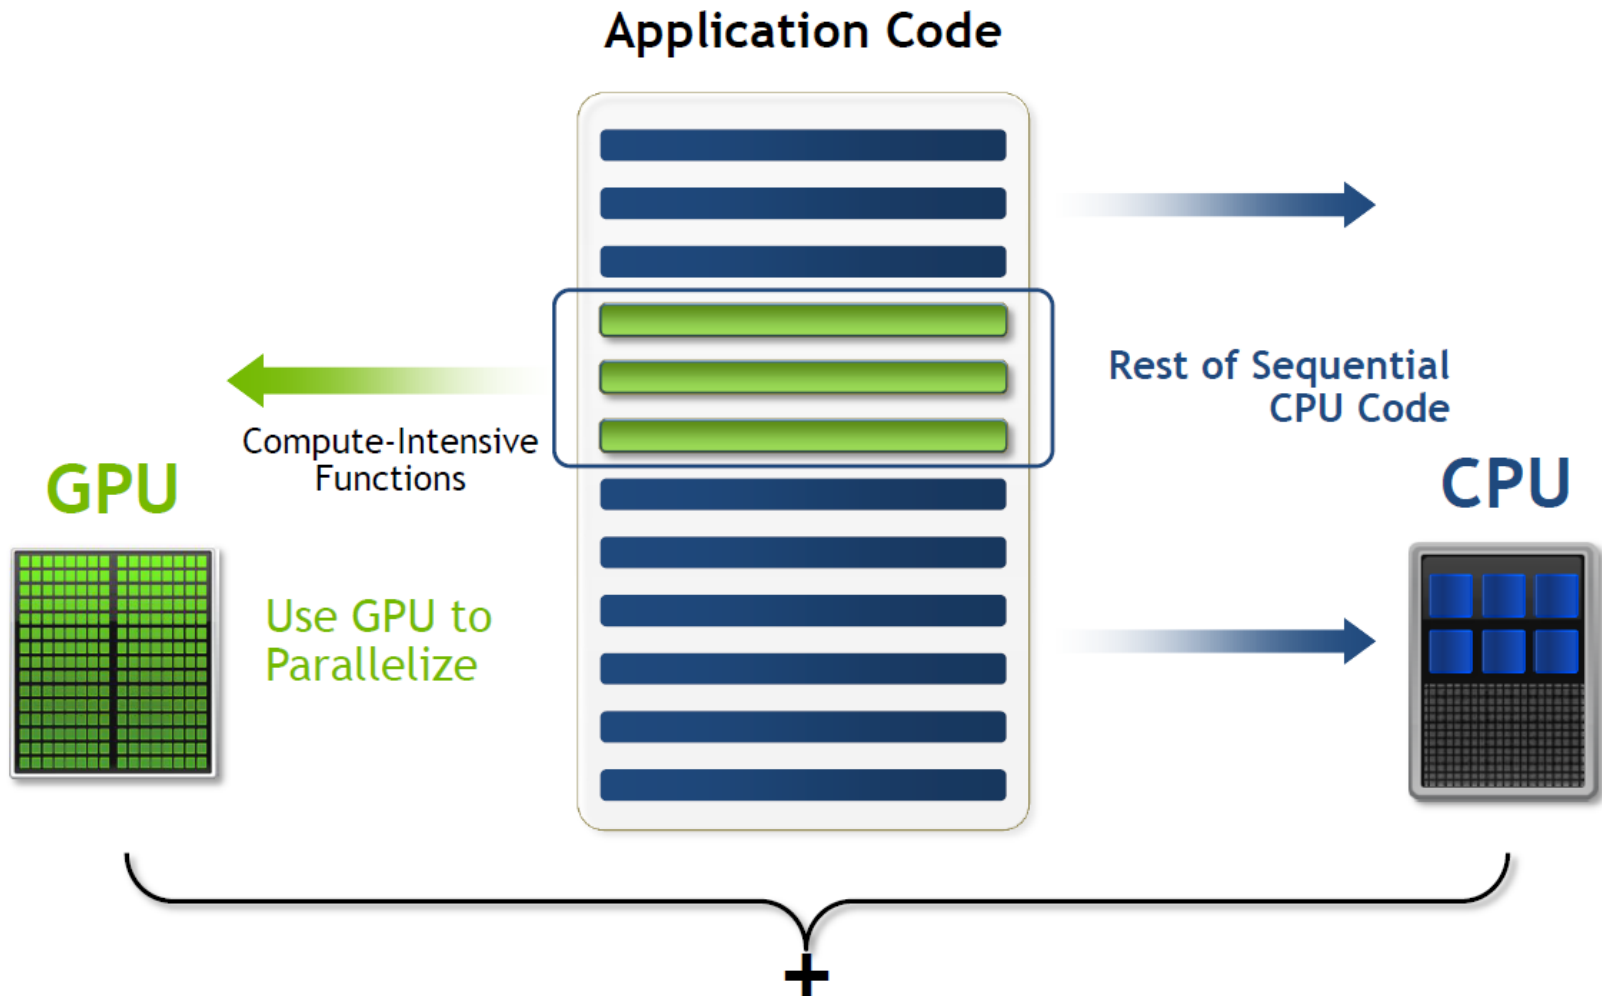 Application Code
Rest of Sequential
CPU Code
Compute-Intensive
Functions
GPU
CPU
Use GPU to
Parallelize
+